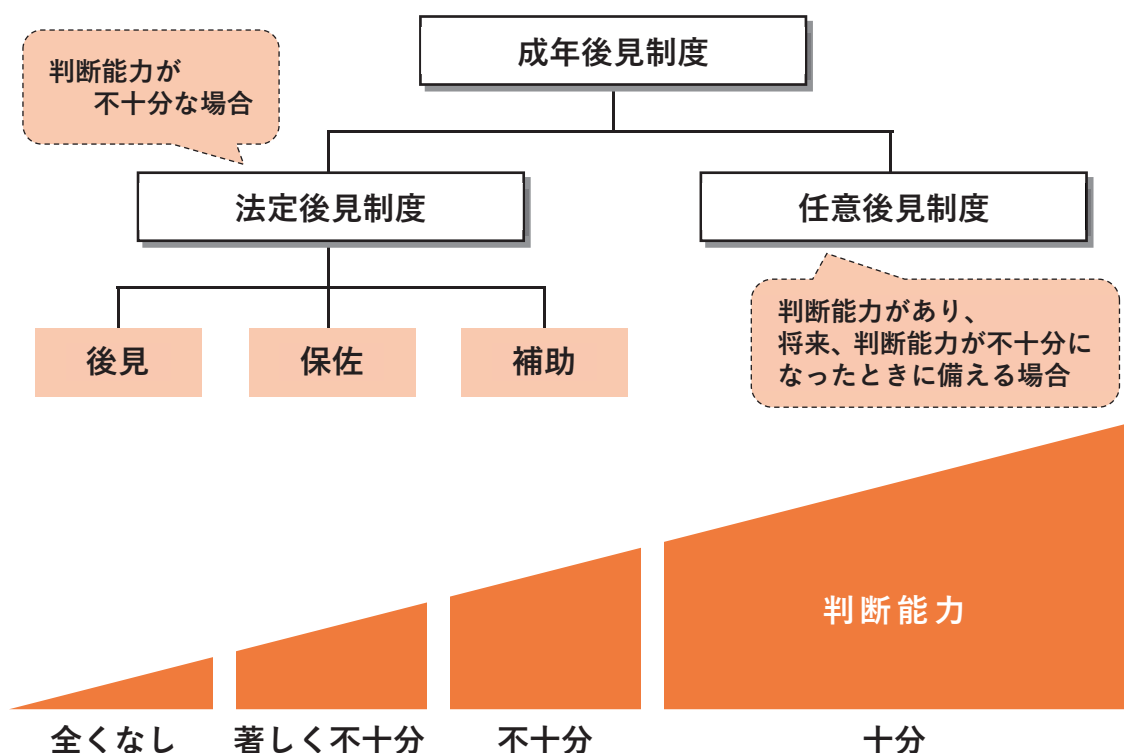 成年後見制度
判断能力が
不十分な場合
法定後見制度
任意後見制度
後見
保佐
補助
判断能力があり、
将来、判断能力が不十分に
なったときに備える場合
判断能力
全くなし
著しく不十分
不十分
十分